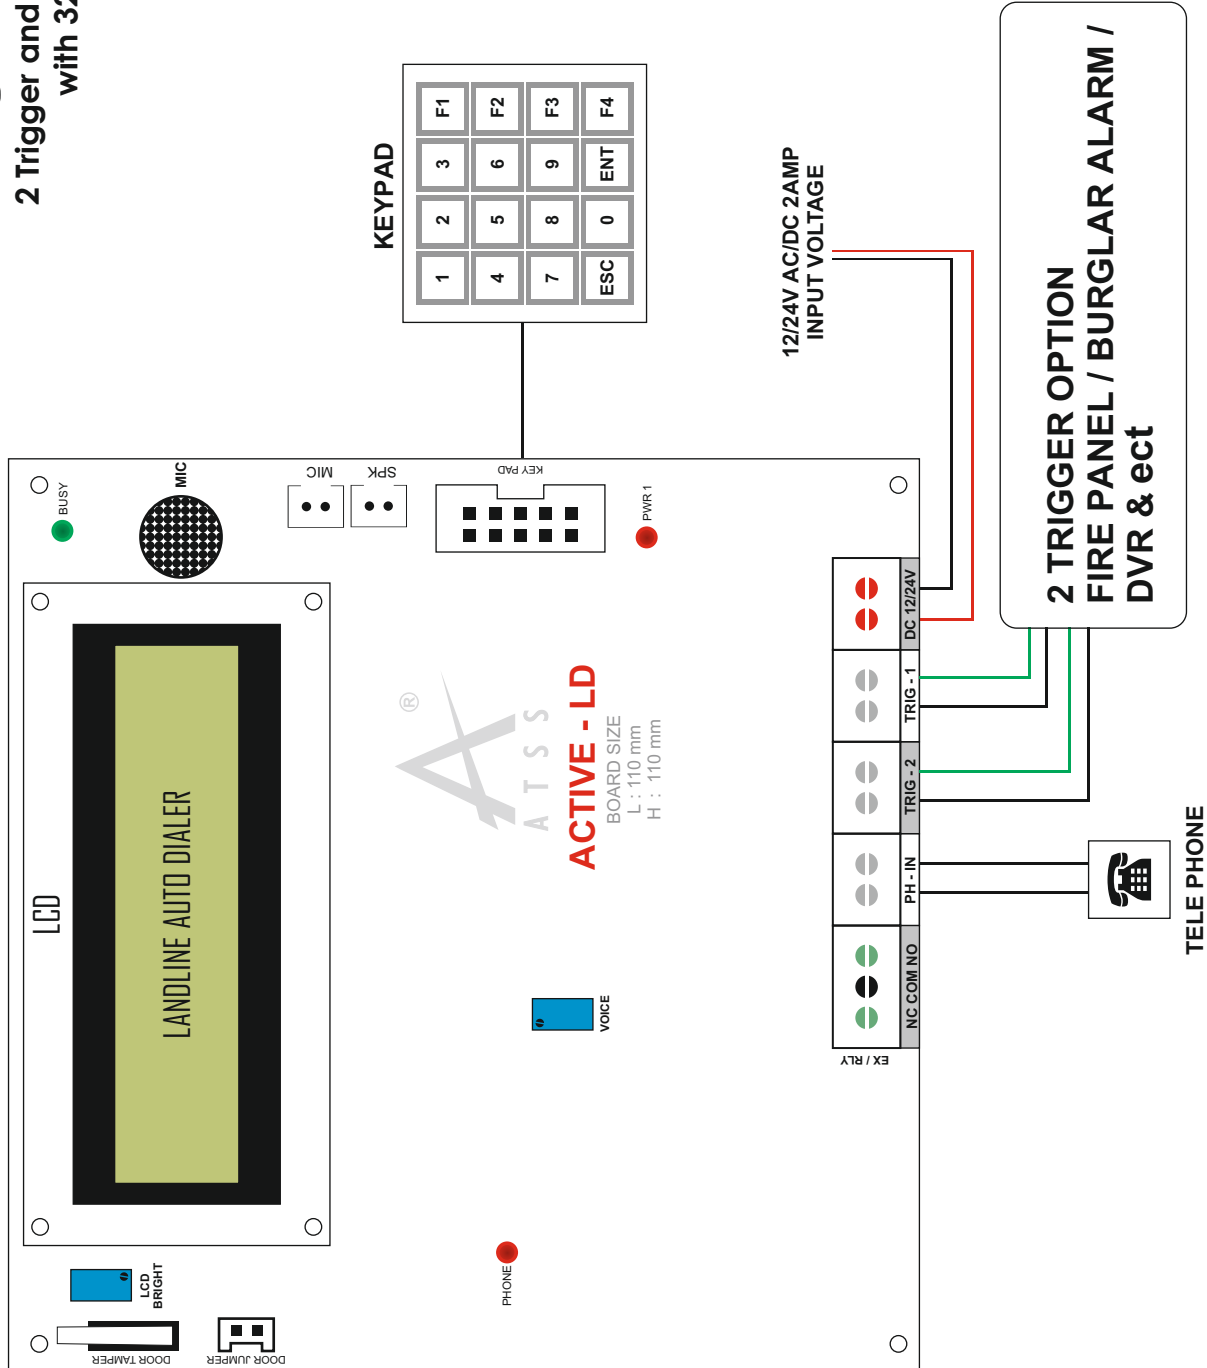 2 Trigger and
with 32
KEYPAD
1 2 3 F1
4 5 6 F2
7 8 9 F3
ESC 0 ENT F4
12/24V AC/DC 2AMP
INPUT VOLTAGE
2 TRIGGER OPTION
FIRE PANEL / BURGLAR ALARM /
DVR & ect
BUSY
MIC
MIC
SPK
KEY PAD
PWR 1
LCD
LANDLINE AUTO DIALER
®
ATSS
ACTIVE - LD
BOARD SIZE
L : 110 mm
H : 110 mm
VOICE
LCD
BRIGHT
DOOR TAMPER
DOOR JUMPER
PHONE
EX / RLY
NC COM NO
PH - IN
TRIG - 2
TRIG - 1
DC 12/24V
TELE PHONE